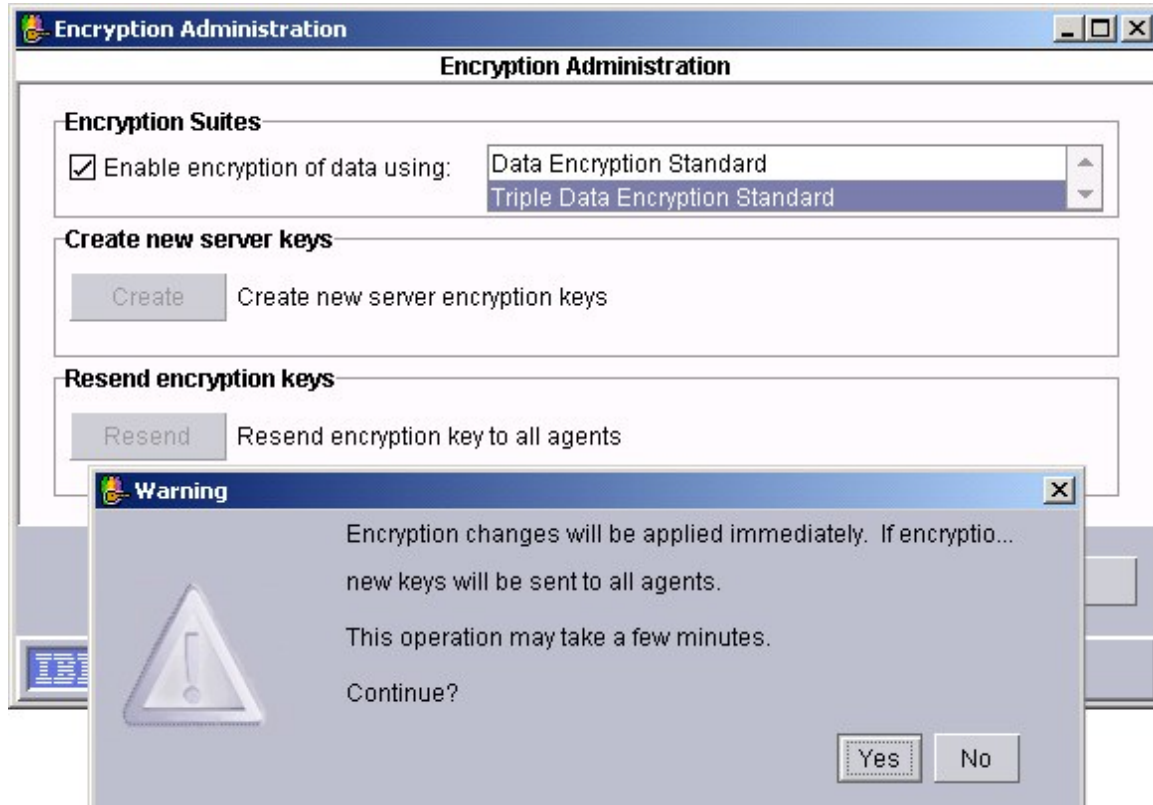 Encryption Administration
Encryption Administration
Encryption Suites
Enable encryption of data using:
Data Encryption Standard
Triple Data Encryption Standard
Create new server keys
Create
Create new server encryption keys
Resend encryption keys
Resend
Resend encryption key to all agents
Warning
Encryption changes will be applied immediately.  If encryptio...
new keys will be sent to all agents.
This operation may take a few minutes.
Continue?
Yes
No
IBM